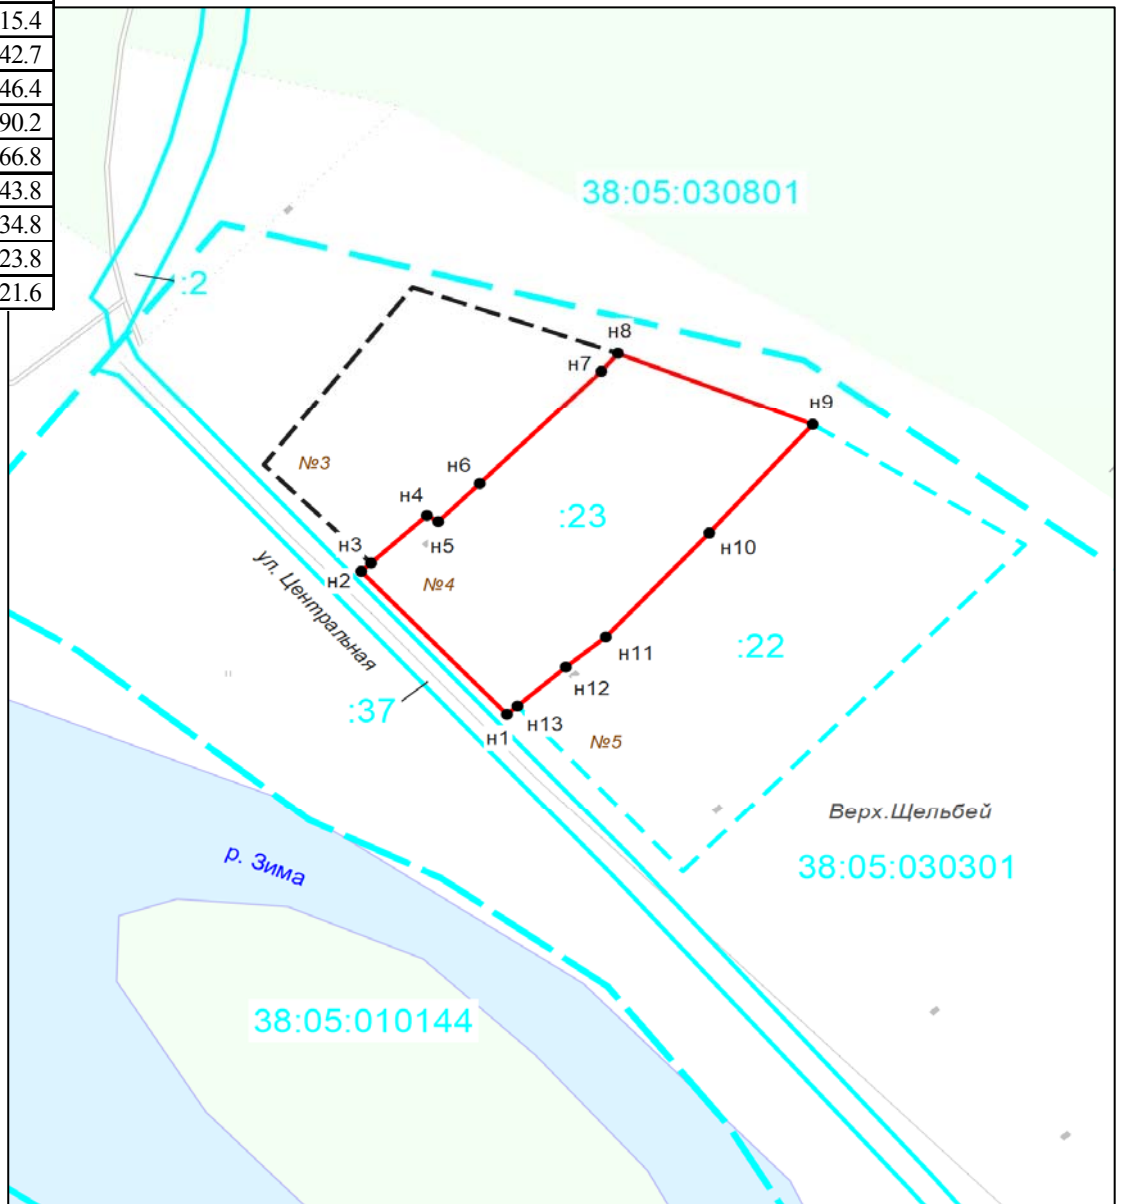 15.4
42.7
46.4
90.2
66.8
43.8
34.8
23.8
21.6
38:05:030801
:2
н8
н7
н9
№3
н6
н4
:23
н3
н5
н10
н2
№4
ул. Центральная
:22
н11
н12
:37
н13
н1
№5
Верх.Щельбей
р. Зима
38:05:030301
38:05:010144